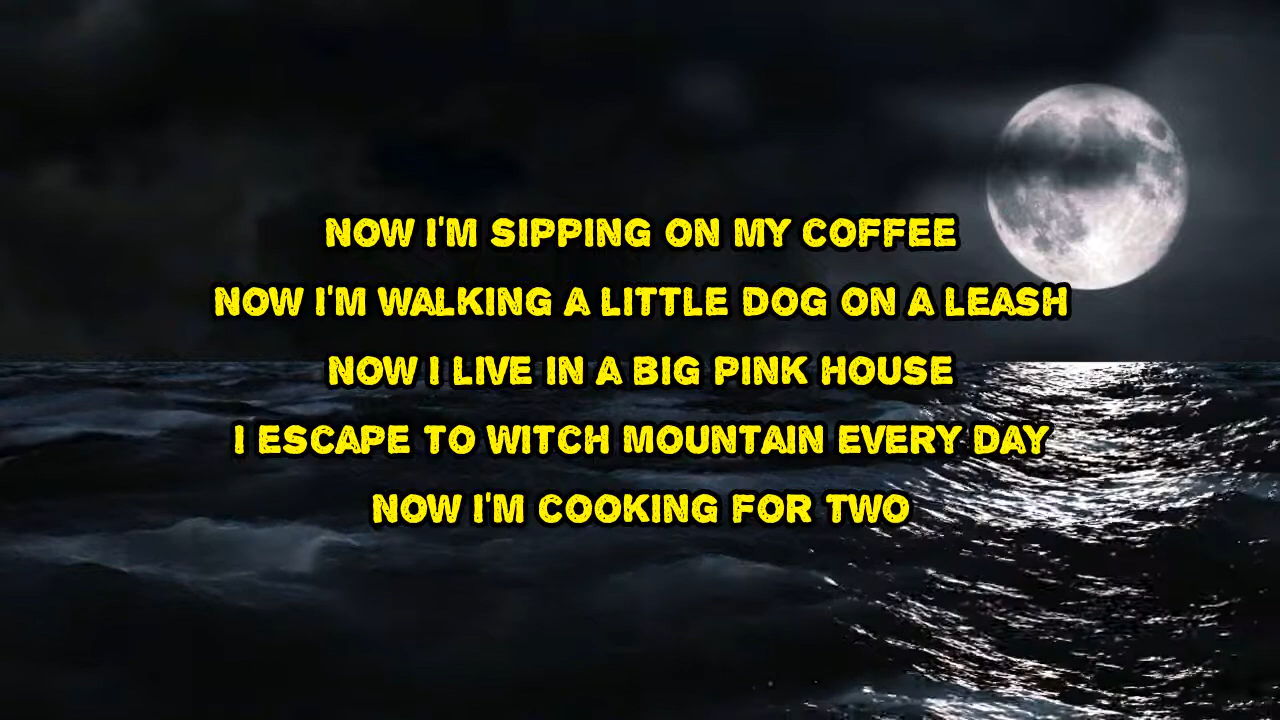 NOW I'M SIPPING ON MY COFFEE
NOW I'M WALKING A LITTLE DOG ON A LEASH
NOW I LIVE IN A BIG PINK HOUSE
I ESCAPE TO WITCH MOUNTAIN EVERY DAY
NOW I'M COOKING FOR TWO